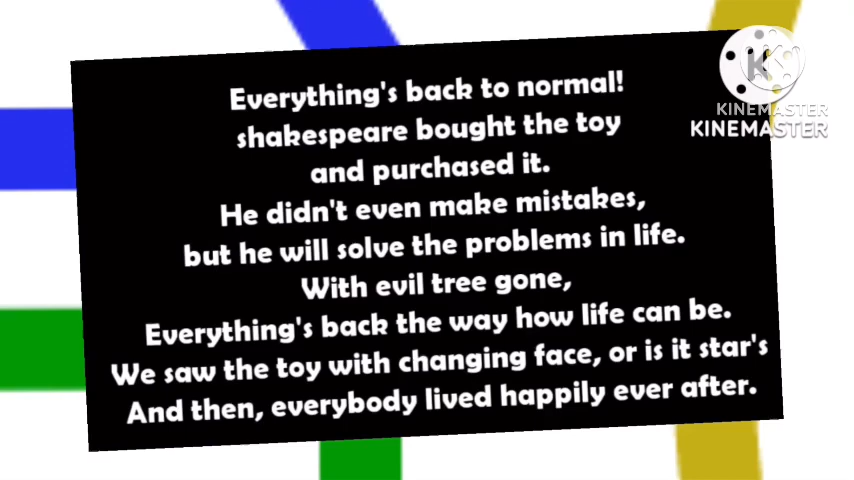 Everything's back to normal!
shakespeare bought the toy
and purchased it.
He didn't even make mistakes,
but he will solve the problems in life.
With evil tree gone,
Everything's back the way how life can be.
We saw the toy with changing face, or is it star's
And then, everybody lived happily ever after.
K
KINEMASTER
KINEMASTER